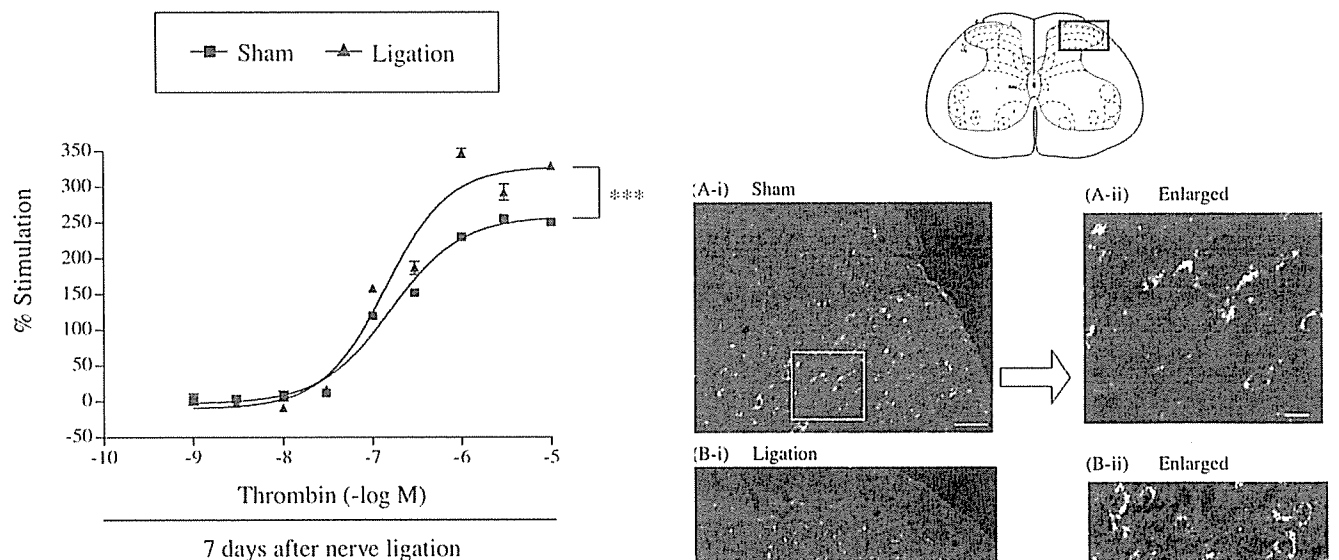 Sham Ligation
350
300
250
200
150
100
50
0
-50
% Stimulation
***
-10 -9 -8 -7 -6 -5
Thrombin (-log M)
7 days after nerve ligation
(A-i) Sham
(A-ii) Enlarged
(B-i) Ligation
(B-ii) Enlarged